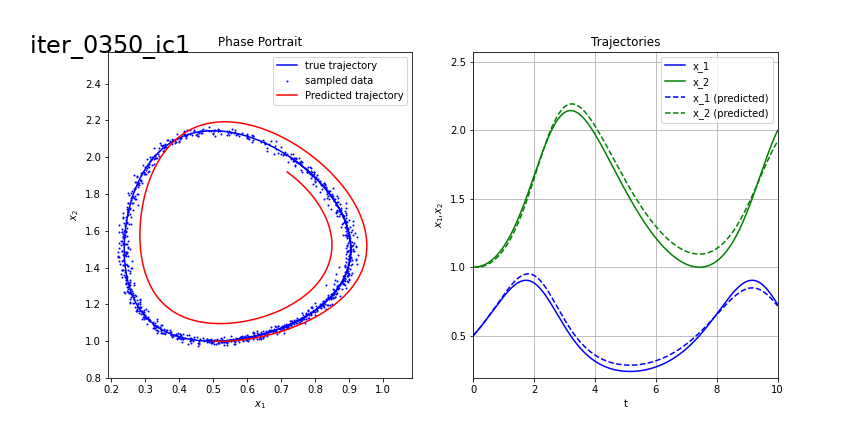 iter_0350_ic1
Phase Portrait
true trajectory
sampled data
Predicted trajectory
2.4
2.2
2.0
1.8
1.6
1.4
1.2
1.0
0.8
x_2
0.2 0.3 0.4 0.5 0.6 0.7 0.8 0.9 1.0
x_1
Trajectories
x_1
x_2
x_1 (predicted)
x_2 (predicted)
2.5
2.0
1.5
1.0
0.5
x_1,x_2
0 2 4 6 8 10
t